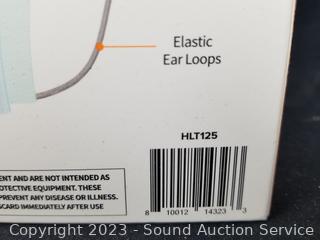 Elastic
Ear Loops
HLT125
ENT AND ARE NOT INTENDED AS
OTECTIVE EQUIPMENT. THESE
PREVENT ANY DISEASE OR ILLNESS.
SCARD IMMEDIATELY AFTER USE
8 10012 14323 3
Copyright 2023 - Sound Auction Service